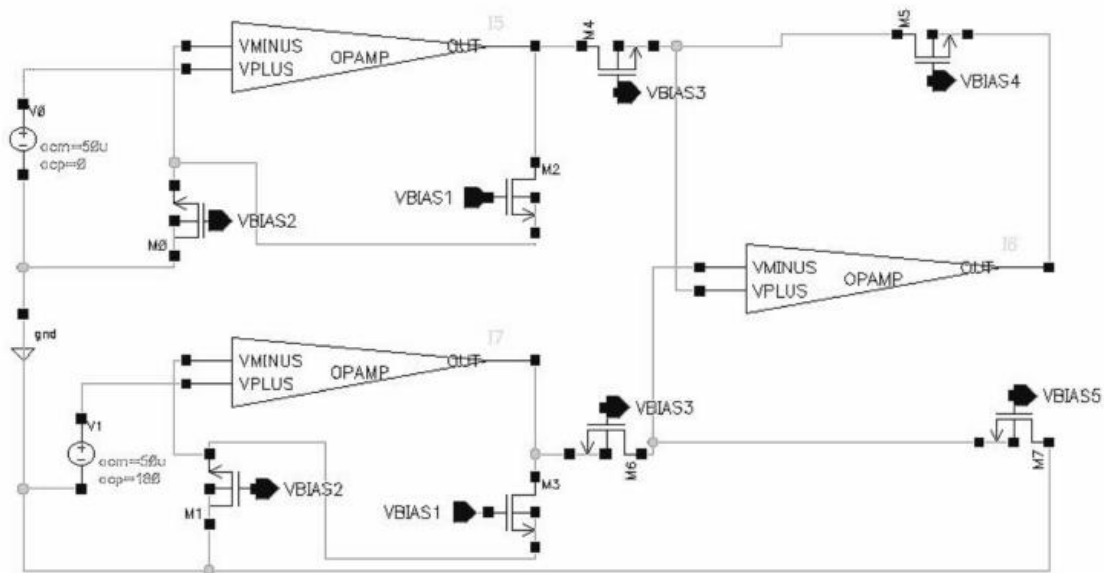 I5
M4
M5
VMINUS
OUT
OPAMP
VPLUS
VBIAS3
VBIAS4
V0
acm=50u
acp=0
M2
VBIAS1
VBIAS2
M0
I6
VMINUS
OUT
OPAMP
VPLUS
gnd
I7
VMINUS
OUT
OPAMP
VPLUS
VBIAS3
VBIAS5
V1
acm=50u
acp=180
M6
M7
M3
VBIAS2
VBIAS1
M1